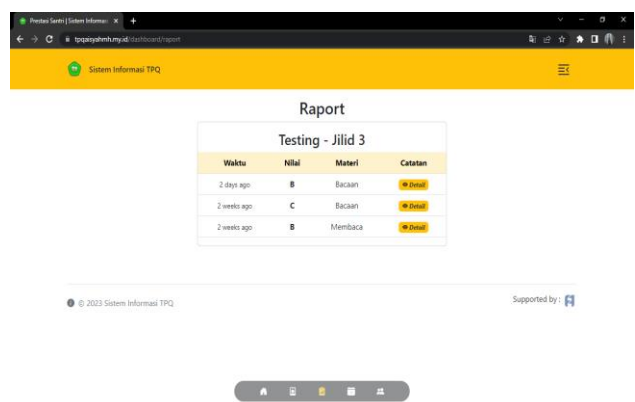 Prestasi Santri | Sistem Informasi
tpqaisyahmh.my.id/dashboard/raport
Sistem Informasi TPQ
Raport
Testing - Jilid 3
Waktu Nilai Materi Catatan
2 days ago B Bacaan Detail
2 weeks ago C Bacaan Detail
2 weeks ago B Membaca Detail
© 2023 Sistem Informasi TPQ
Supported by :